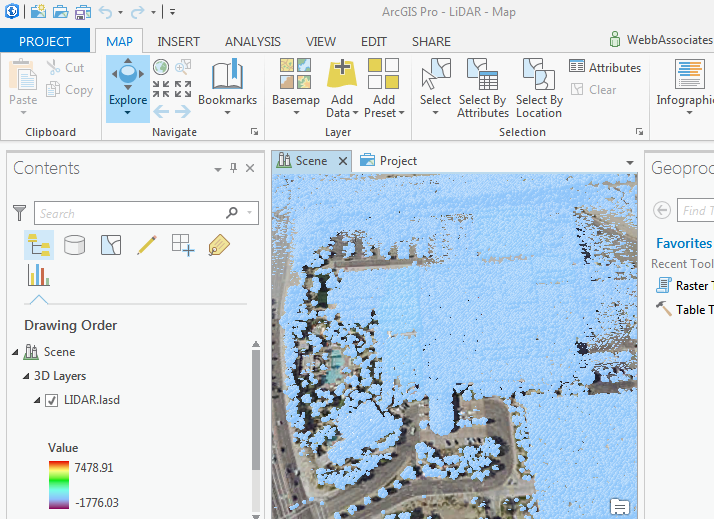 ArcGIS Pro - LiDAR - Map
PROJECT MAP INSERT ANALYSIS VIEW EDIT SHARE WebbAssociates
Paste Cut Copy
Explore Bookmarks
Basemap Add Data Add Preset
Select Select By Attributes Select By Location Attributes Clear
Infographi
Clipboard Navigate Layer Selection
Contents
Search
Drawing Order
Scene
3D Layers
LIDAR.lasd
Value
7478.91
-1776.03
Scene Project
Geoproc
Find T
Favorites
Recent Tool
Raster T
Table T